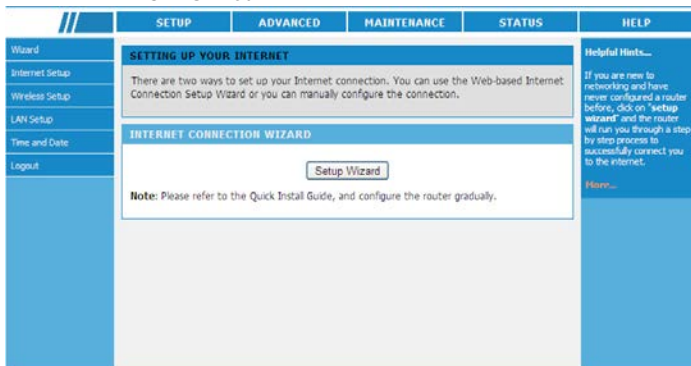 SETUP
ADVANCED
MAINTENANCE
STATUS
HELP
Wizard
Internet Setup
Wireless Setup
LAN Setup
Time and Date
Logout
SETTING UP YOUR INTERNET
There are two ways to set up your Internet connection. You can use the Web-based Internet
Connection Setup Wizard or you can manually configure the connection.
INTERNET CONNECTION WIZARD
Setup Wizard
Note: Please refer to the Quick Install Guide, and configure the router gradually.
Helpful Hints...
If you are new to
networking and have
never configured a router
before, click on "setup
wizard" and the router
will run you through a step
by step process to
successfully connect you
to the internet.
More...